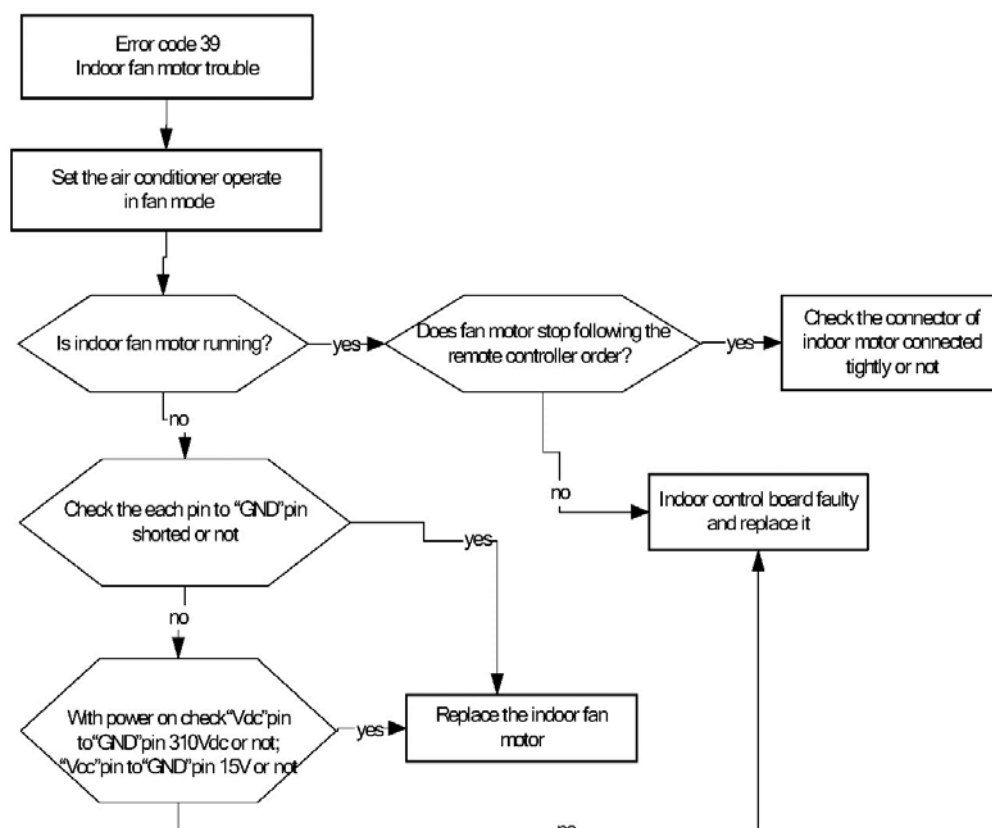 Error code 39
Indoor fan motor trouble
Set the air conditioner operate
in fan mode
Is indoor fan motor running?
yes
Does fan motor stop following the
remote controller order?
yes
Check the connector of
indoor motor connected
tightly or not
no
no
Check the each pin to “GND”pin
shorted or not
yes
Indoor control board faulty
and replace it
no
With power on check“Vdc”pin
to“GND”pin 310Vdc or not;
“Vcc”pin to“GND”pin 15V or not
yes
Replace the indoor fan
motor
no